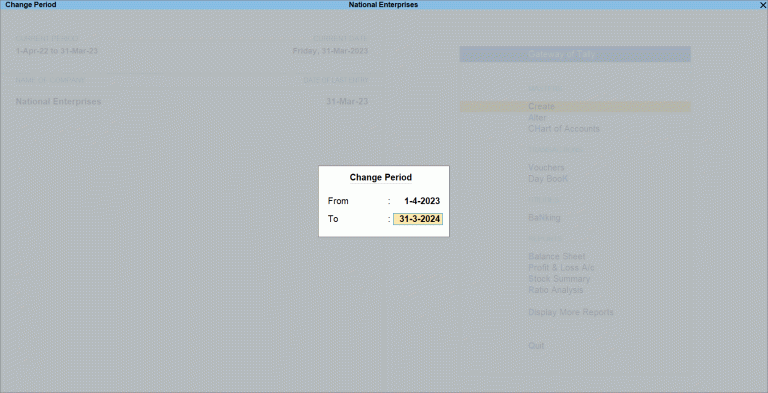 Change Period
National Enterprises
CURRENT PERIOD
1-Apr-22 to 31-Mar-23
CURRENT DATE
Friday, 31-Mar-2023
NAME OF COMPANY
DATE OF LAST ENTRY
National Enterprises
31-Mar-23
Gateway of Tally
MASTERS
Create
Alter
CHart of Accounts
TRANSACTIONS
Vouchers
Day BooK
BaNking
REPORTS
Balance Sheet
Profit & Loss A/c
Stock Summary
Ratio Analysis
Display More Reports
Quit
Change Period
From : 1-4-2023
To : 31-3-2024